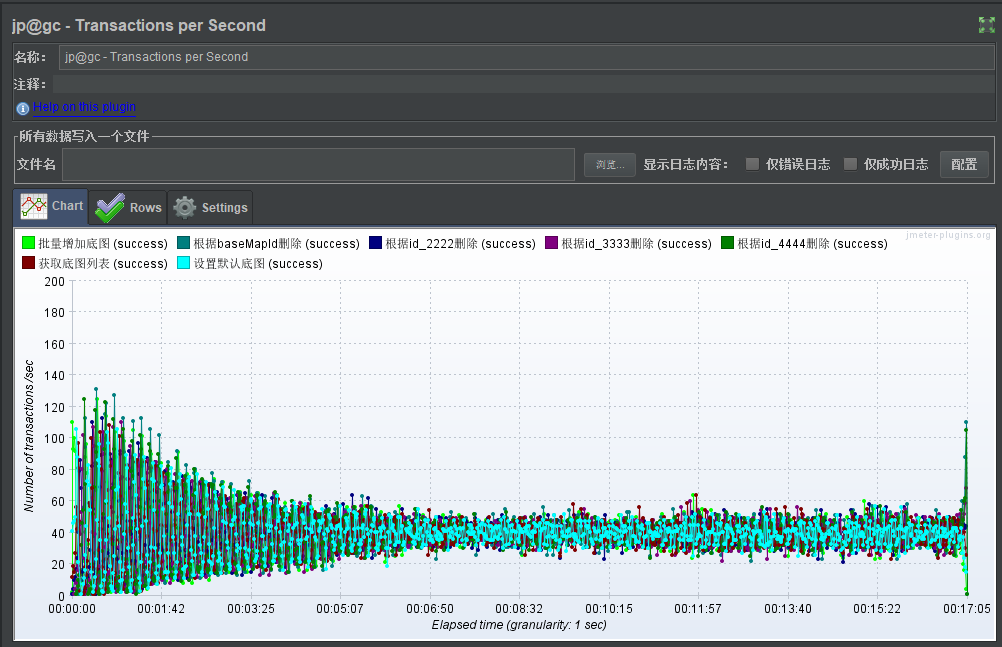 jp@gc - Transactions per Second
名称： jp@gc - Transactions per Second
注释：
Help on this plugin
所有数据写入一个文件
文件名 浏览... 显示日志内容： 仅错误日志 仅成功日志 配置
Chart Rows Settings
jmeter-plugins.org
批量增加底图 (success) 根据baseMapId删除 (success) 根据id_2222删除 (success) 根据id_3333删除 (success) 根据id_4444删除 (success)
获取底图列表 (success) 设置默认底图 (success)
200
180
160
140
120
100
80
60
40
20
0
Number of transactions /sec
00:00:00 00:01:42 00:03:25 00:05:07 00:06:50 00:08:32 00:10:15 00:11:57 00:13:40 00:15:22 00:17:05
Elapsed time (granularity: 1 sec)